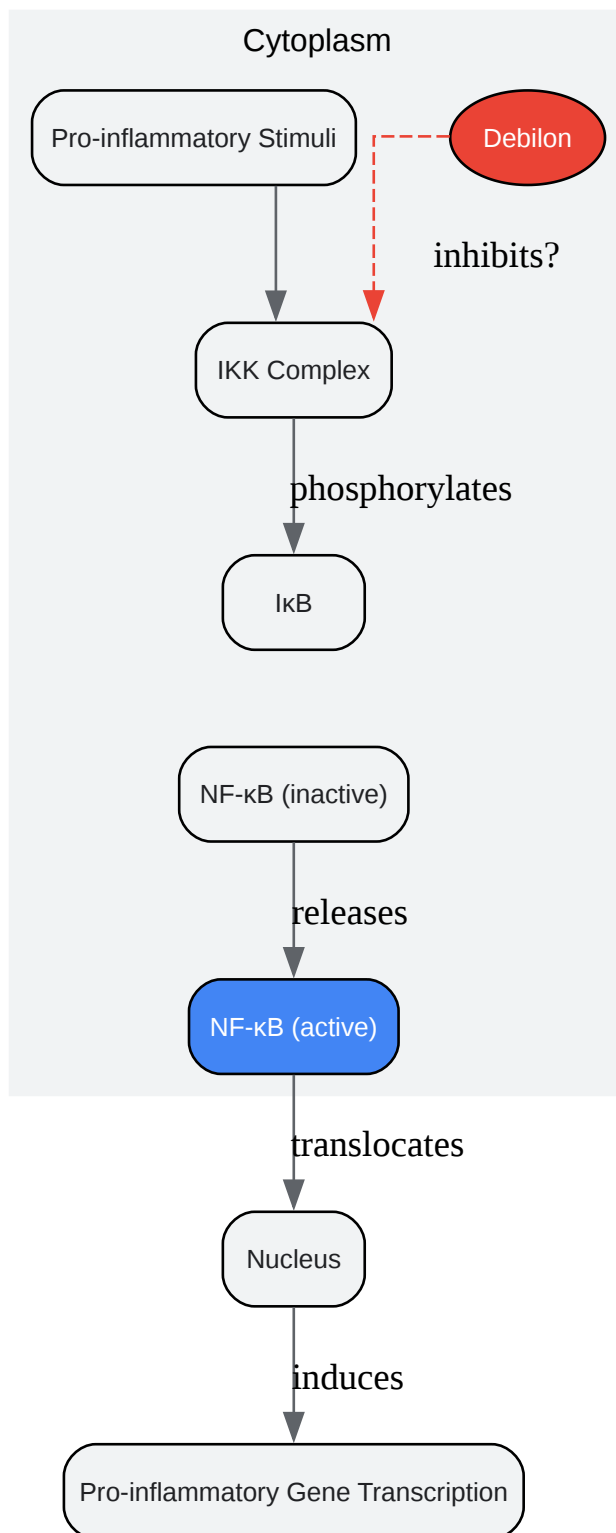 Cytoplasm
Pro-inflammatory Stimuli
Debilon
inhibits?
IKK Complex
phosphorylates
IκB
NF-κB (inactive)
releases
NF-κB (active)
translocates
Nucleus
induces
Pro-inflammatory Gene Transcription